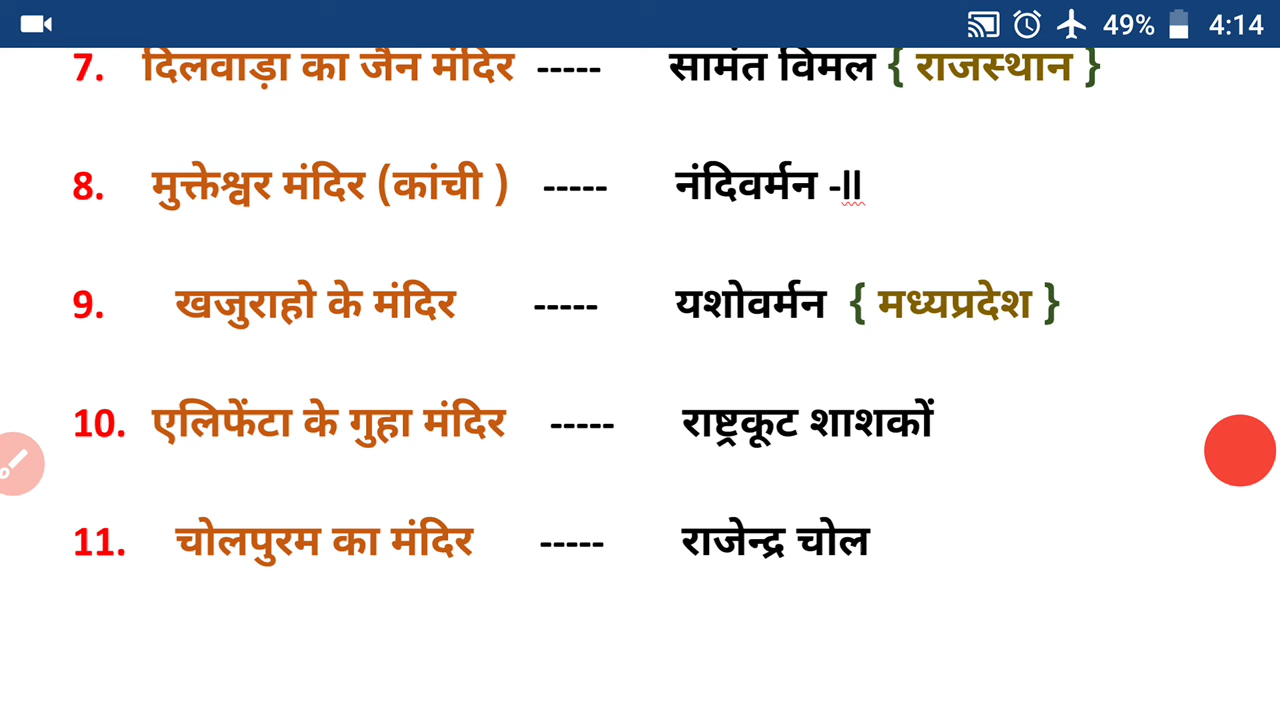 49% 4:14
7. दिलवाड़ा का जैन मंदिर ----- सामंत विमल { राजस्थान }
8. मुक्तेश्वर मंदिर (कांची ) ----- नंदिवर्मन -II
9. खजुराहो के मंदिर ----- यशोवर्मन { मध्यप्रदेश }
10. एलिफेंटा के गुहा मंदिर ----- राष्ट्रकूट शाशकों
11. चोलपुरम का मंदिर ----- राजेन्द्र चोल